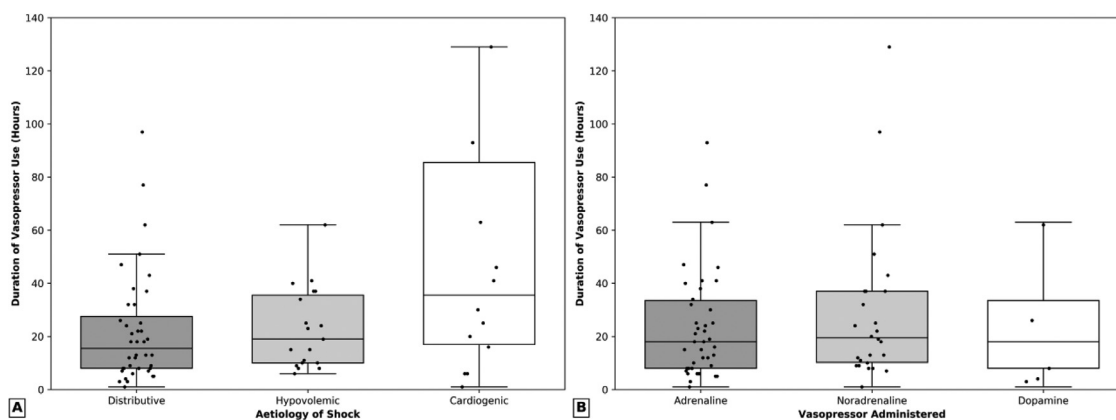 140
120
100
80
60
40
20
0
Duration of Vasopressor Use (Hours)
Distributive Hypovolemic Cardiogenic
Aetiology of Shock
A
140
120
100
80
60
40
20
0
Duration of Vasopressor Use (Hours)
Adrenaline Noradrenaline Dopamine
Vasopressor Administered
B